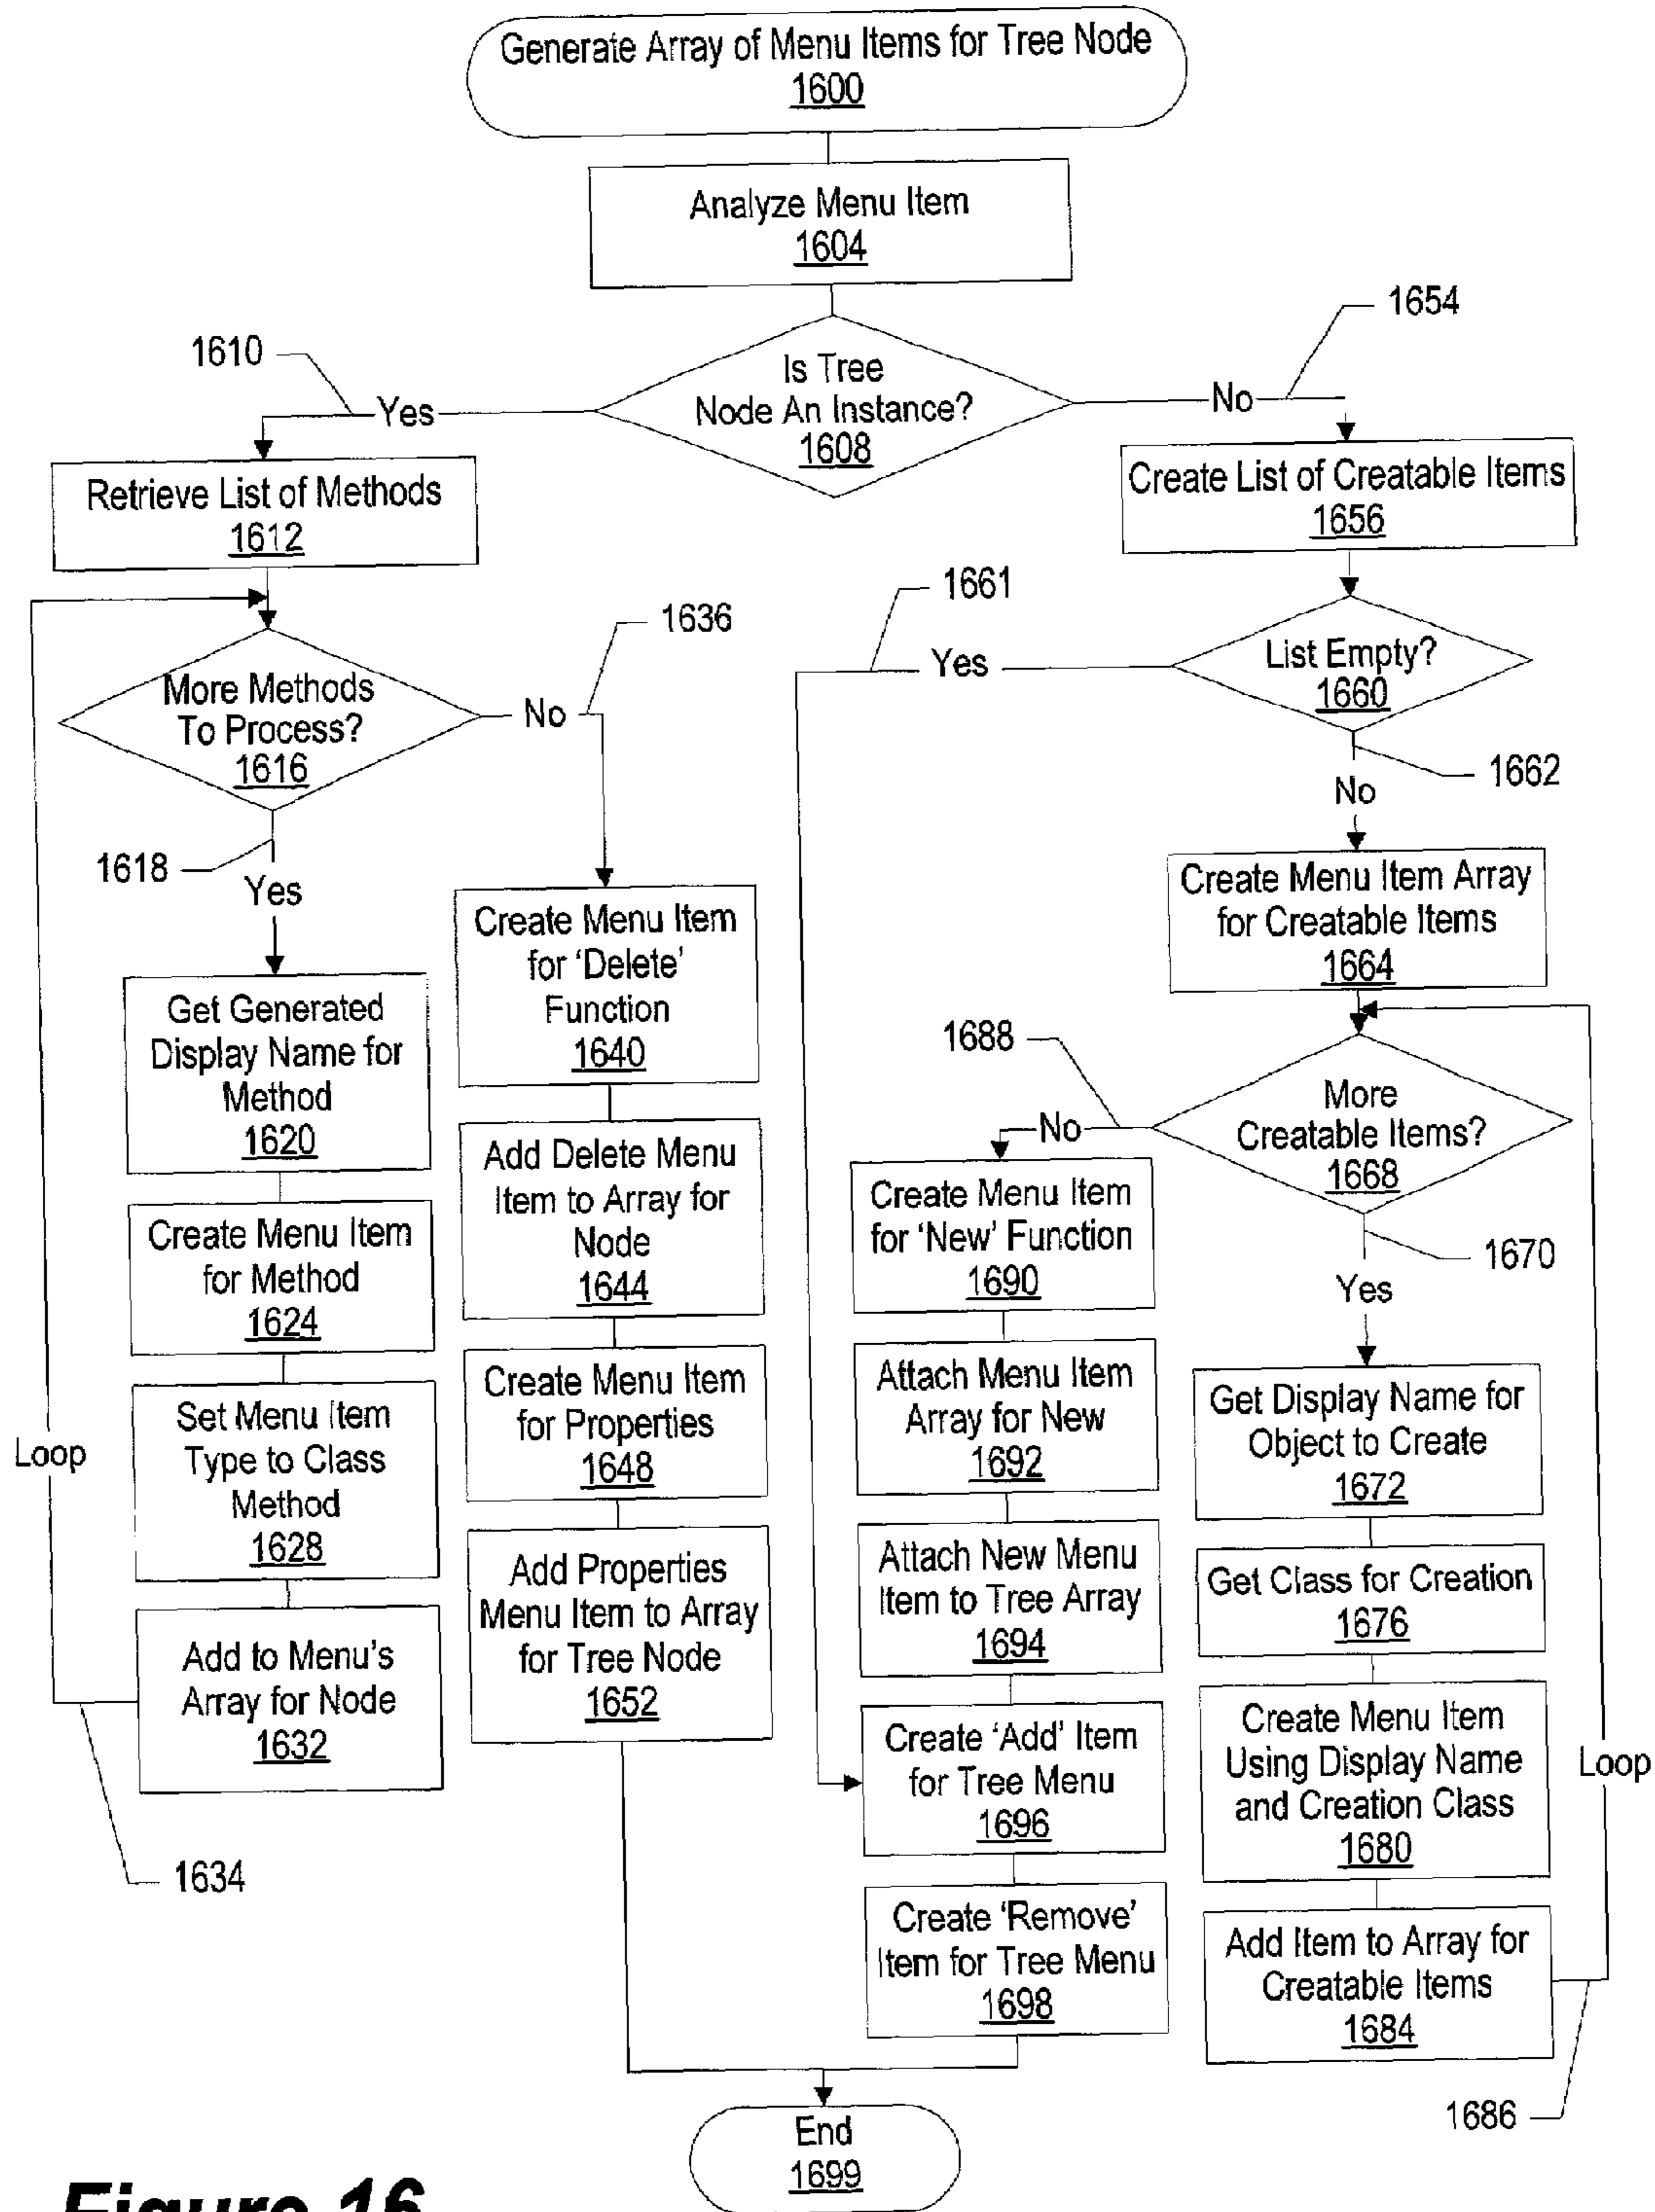 Generate Array of Menu Items for Tree Node
1600
Analyze Menu Item
1604
Is Tree
Node An Instance?
1608
1610
Yes
No
1654
Retrieve List of Methods
1612
More Methods
To Process?
1616
1618
Yes
No
1636
Get Generated
Display Name for
Method
1620
Create Menu Item
for Method
1624
Set Menu Item
Type to Class
Method
1628
Add to Menu's
Array for Node
1632
Loop
1634
Create Menu Item
for 'Delete'
Function
1640
Add Delete Menu
Item to Array for
Node
1644
Create Menu Item
for Properties
1648
Add Properties
Menu Item to Array
for Tree Node
1652
Create List of Creatable Items
1656
List Empty?
1660
1661
Yes
1662
No
Create Menu Item Array
for Creatable Items
1664
More
Creatable Items?
1668
1688
No
1670
Yes
Create Menu Item
for 'New' Function
1690
Attach Menu Item
Array for New
1692
Attach New Menu
Item to Tree Array
1694
Create 'Add' Item
for Tree Menu
1696
Create 'Remove'
Item for Tree Menu
1698
Get Display Name for
Object to Create
1672
Get Class for Creation
1676
Create Menu Item
Using Display Name
and Creation Class
1680
Add Item to Array for
Creatable Items
1684
Loop
1686
End
1699
Figure 16